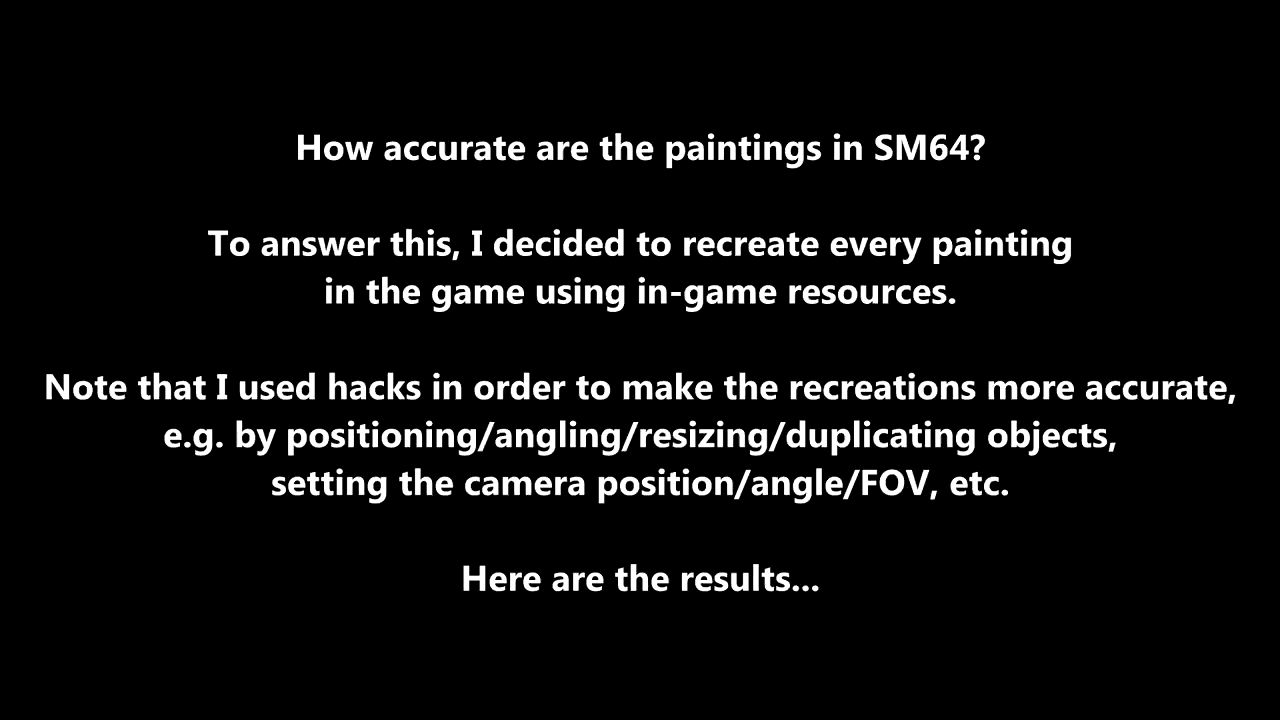 How accurate are the paintings in SM64?
To answer this, I decided to recreate every painting
in the game using in-game resources.
Note that I used hacks in order to make the recreations more accurate,
e.g. by positioning/angling/resizing/duplicating objects,
setting the camera position/angle/FOV, etc.
Here are the results...